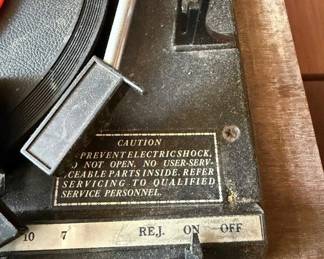 CAUTION
PREVENT ELECTRIC SHOCK,
DO NOT OPEN. NO USER-SERV-
ICEABLE PARTS INSIDE. REFER
SERVICING TO QUALIFIED
SERVICE PERSONNEL.
10 7 REJ. ON OFF